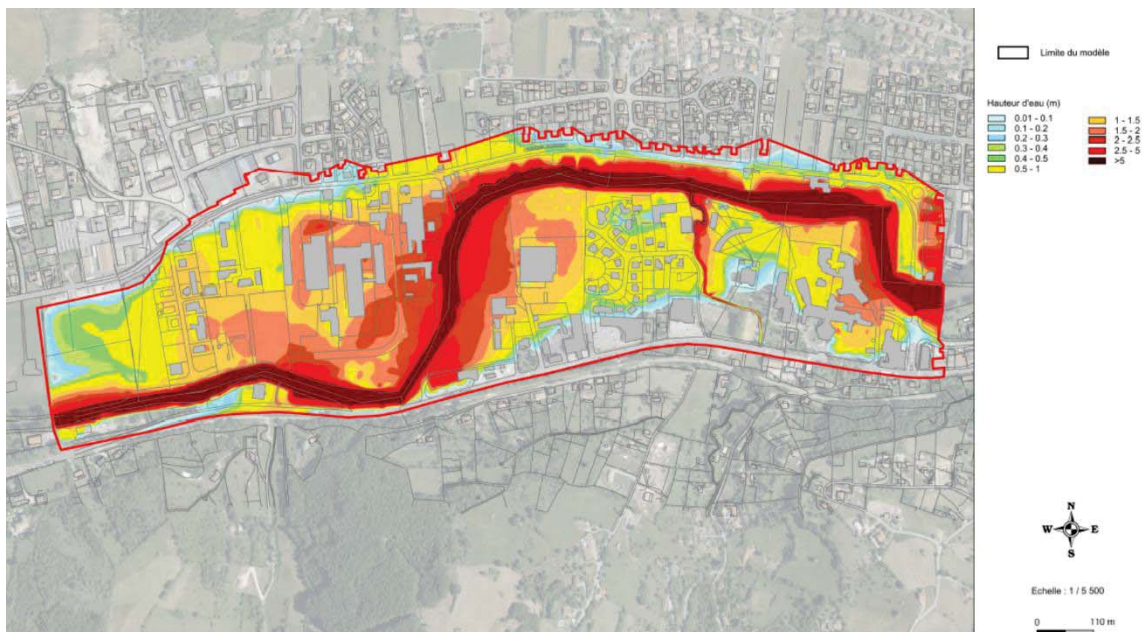 Limite du modèle
Hauteur d'eau (m)
0.01 - 0.1
0.1 - 0.2
0.2 - 0.3
0.3 - 0.4
0.4 - 0.5
0.5 - 1
1 - 1.5
1.5 - 2
2 - 2.5
2.5 - 5
>5
N
W E
S
Echelle : 1 / 5 500
0 110 m